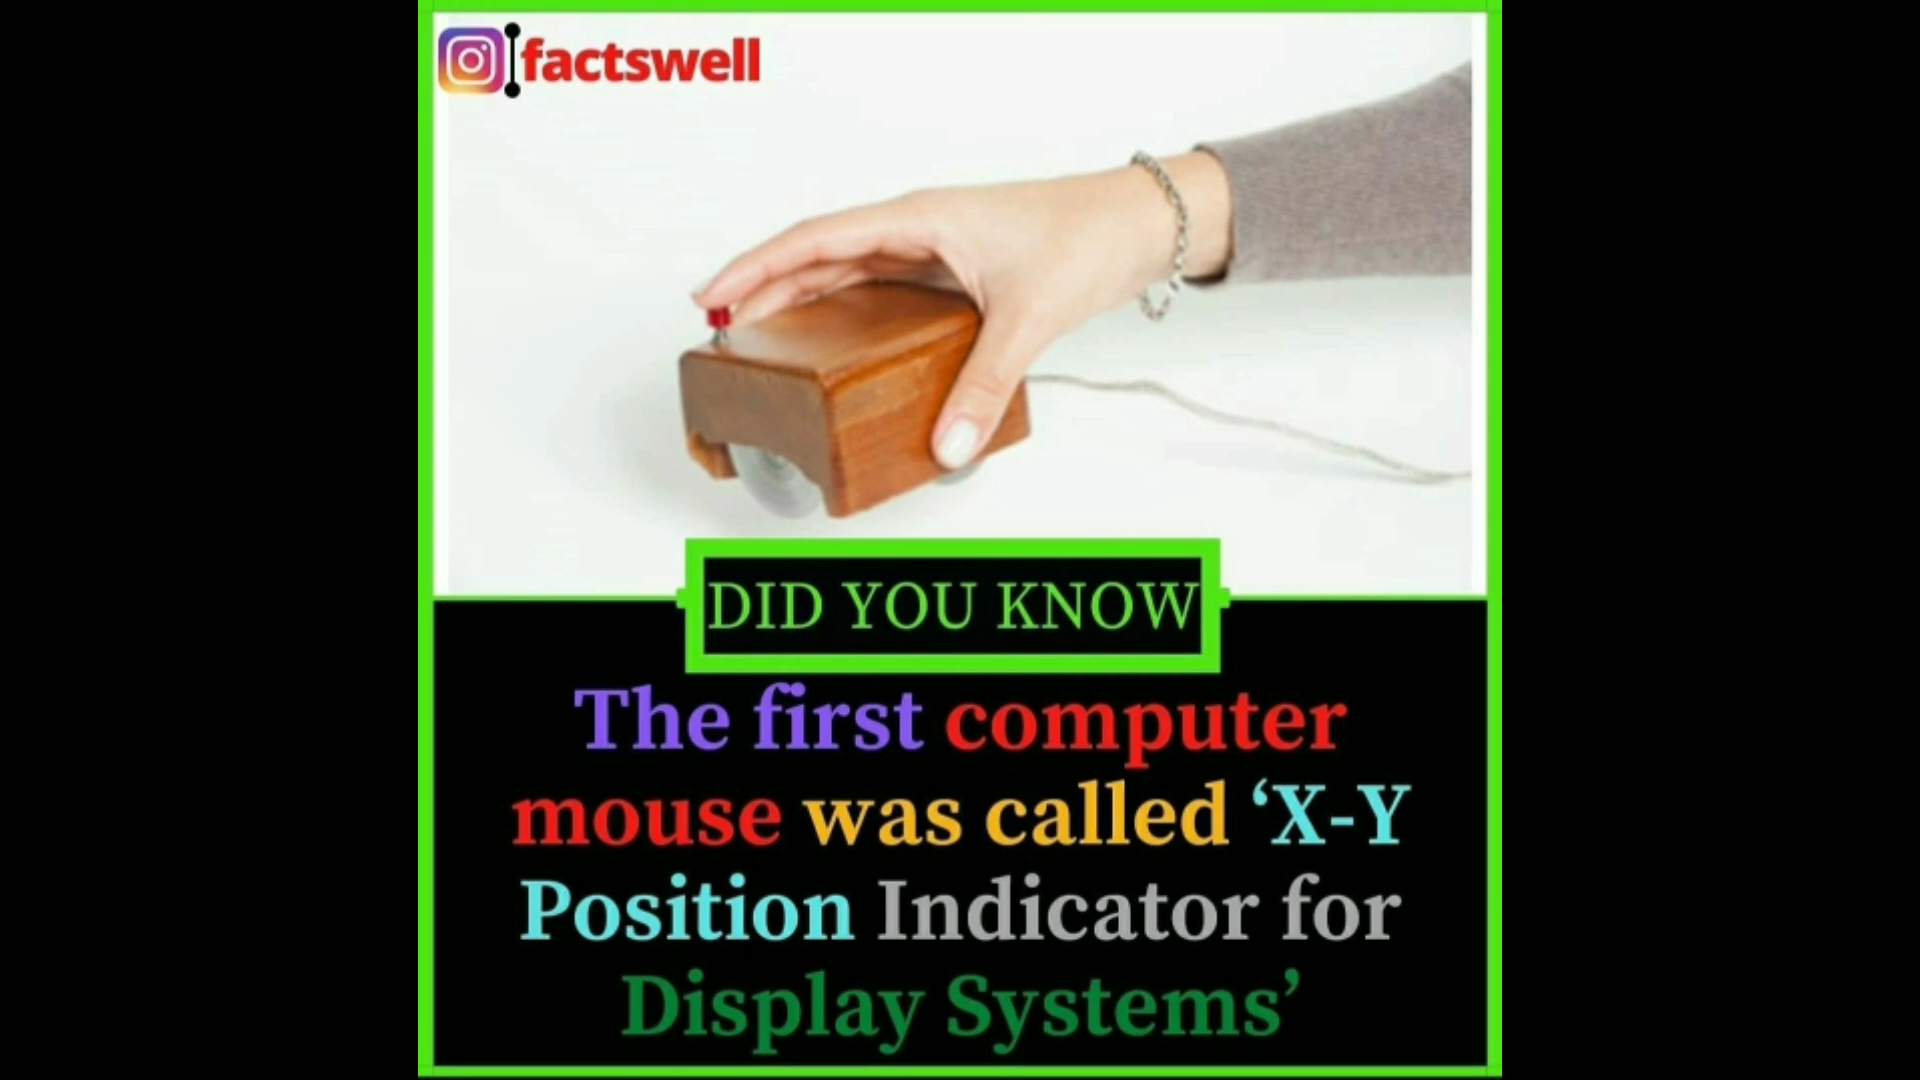 factswell
DID YOU KNOW
The first computer
mouse was called ‘X-Y
Position Indicator for
Display Systems’